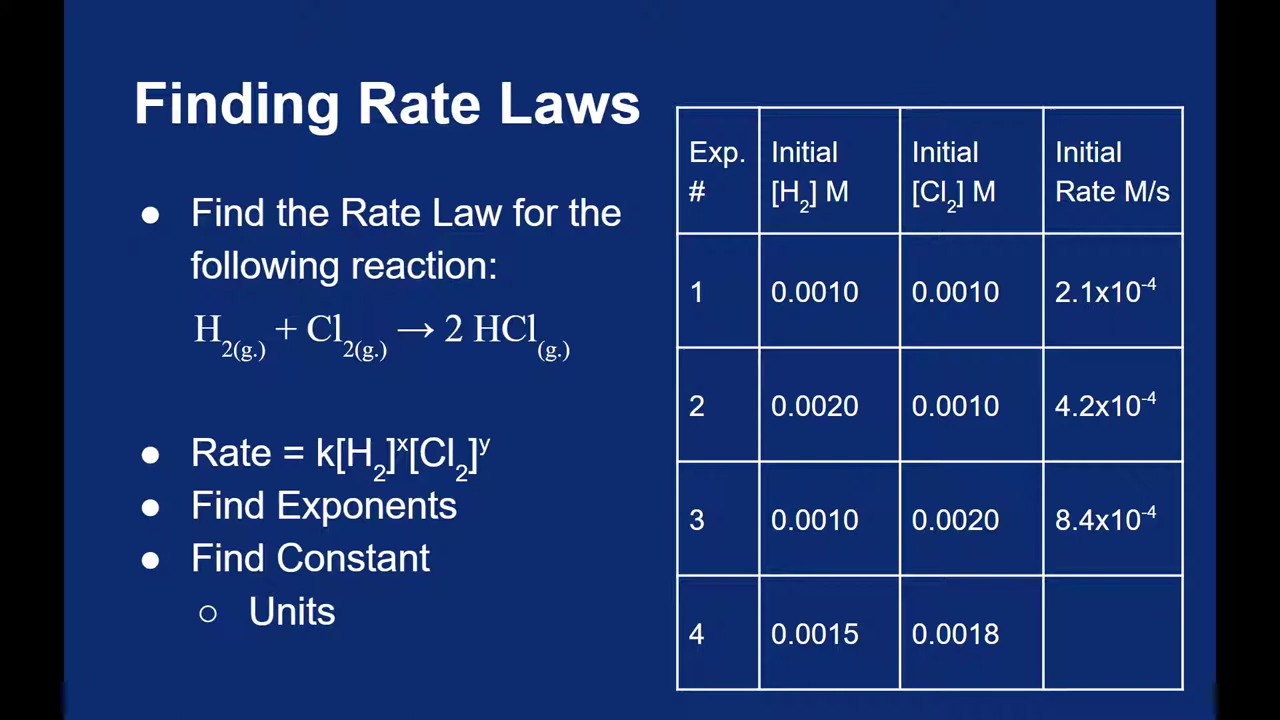 Finding Rate Laws
● Find the Rate Law for the
following reaction:
H₂(g.) + Cl₂(g.) → 2 HCl(g.)
● Rate = k[H₂]ˣ[Cl₂]ʸ
● Find Exponents
● Find Constant
○ Units
Exp. # Initial [H₂] M Initial [Cl₂] M Initial Rate M/s
1 0.0010 0.0010 2.1x10⁻⁴
2 0.0020 0.0010 4.2x10⁻⁴
3 0.0010 0.0020 8.4x10⁻⁴
4 0.0015 0.0018